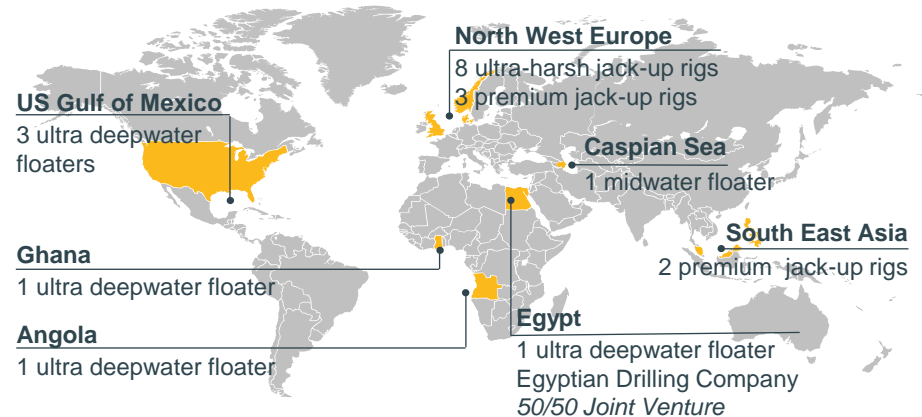 North West Europe
8 ultra-harsh jack-up rigs
3 premium jack-up rigs
US Gulf of Mexico
3 ultra deepwater
floaters
Caspian Sea
1 midwater floater
South East Asia
2 premium jack-up rigs
Ghana
1 ultra deepwater floater
Angola
1 ultra deepwater floater
Egypt
1 ultra deepwater floater
Egyptian Drilling Company
50/50 Joint Venture